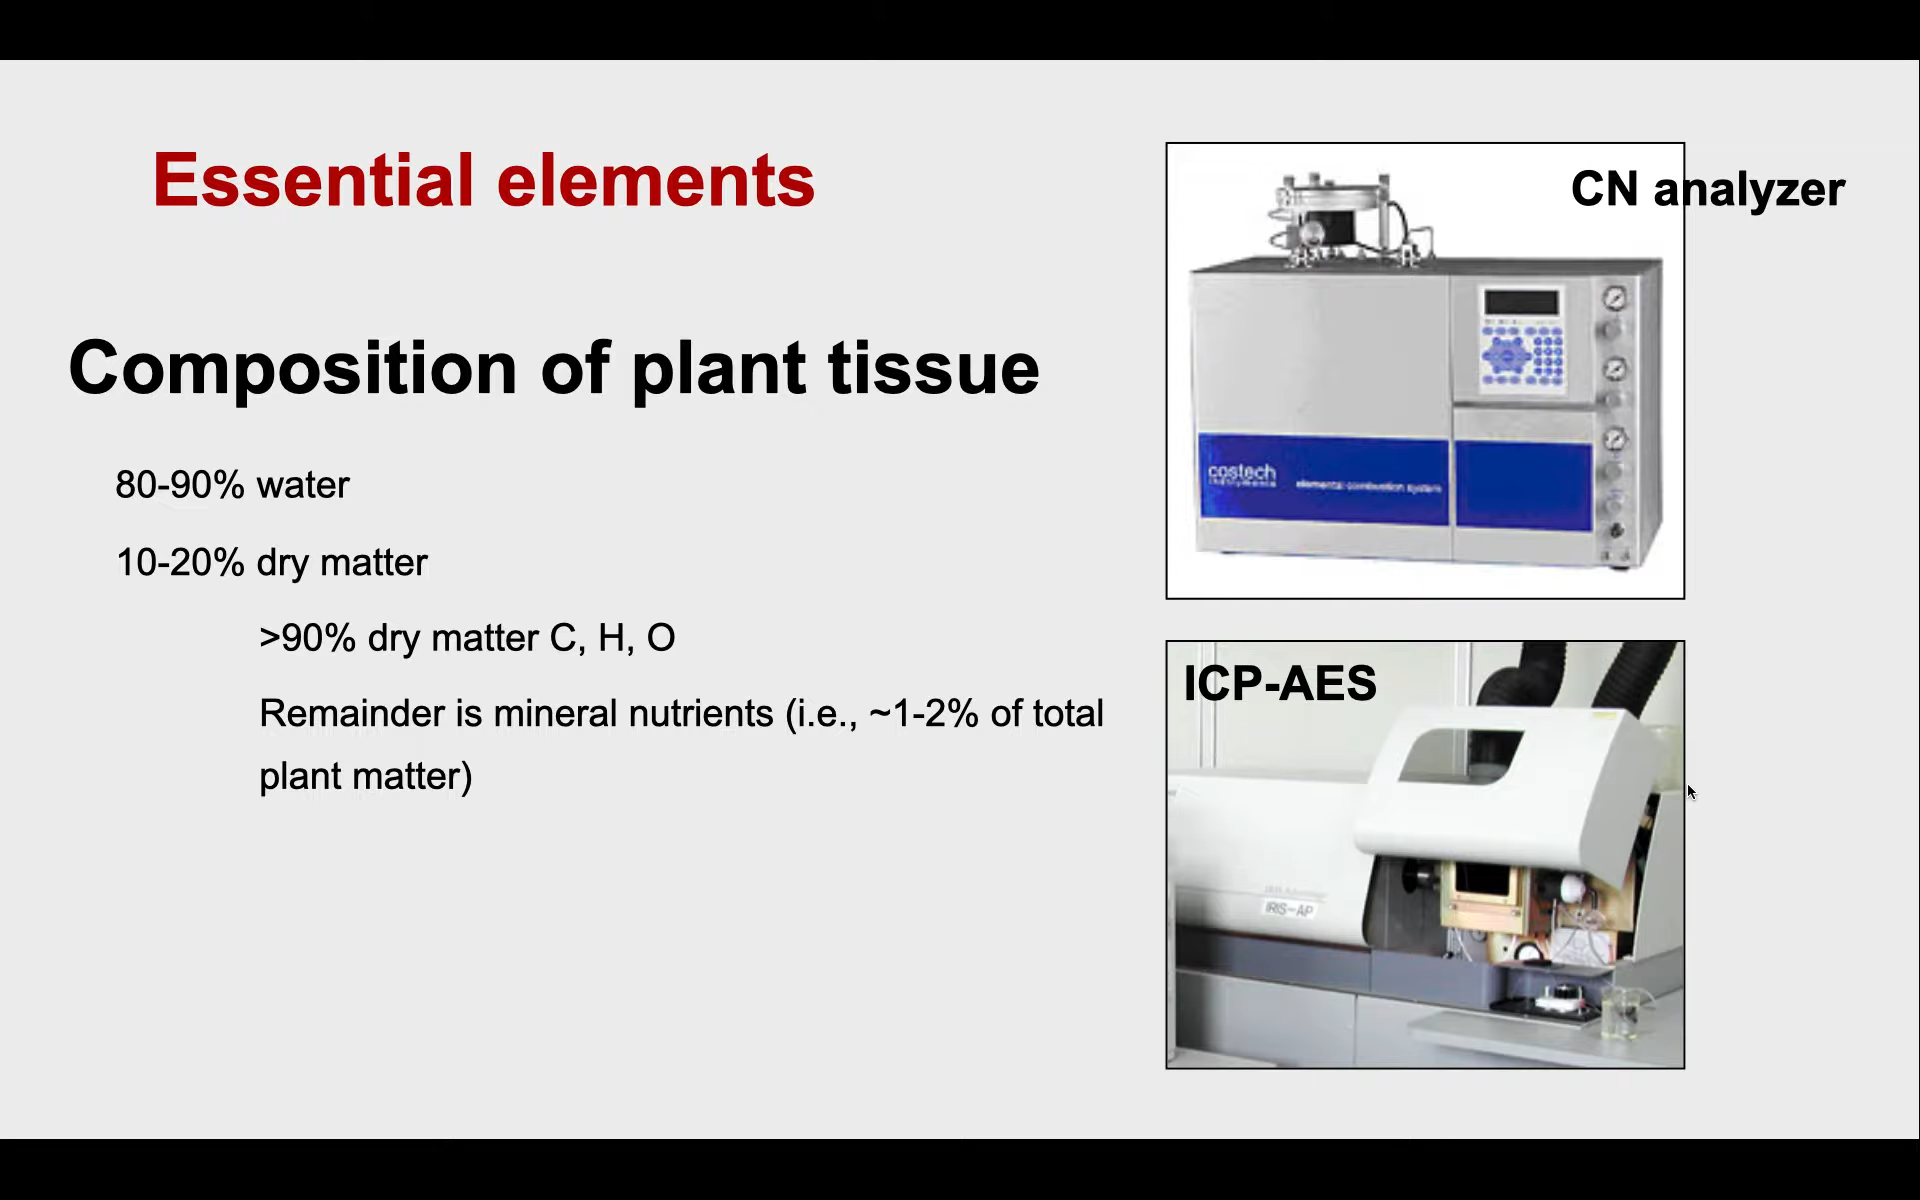 Essential elements
CN analyzer
Composition of plant tissue
80-90% water
10-20% dry matter
>90% dry matter C, H, O
Remainder is mineral nutrients (i.e., ~1-2% of total
plant matter)
costech
elemental combustion system
ICP-AES
IRIS-AP